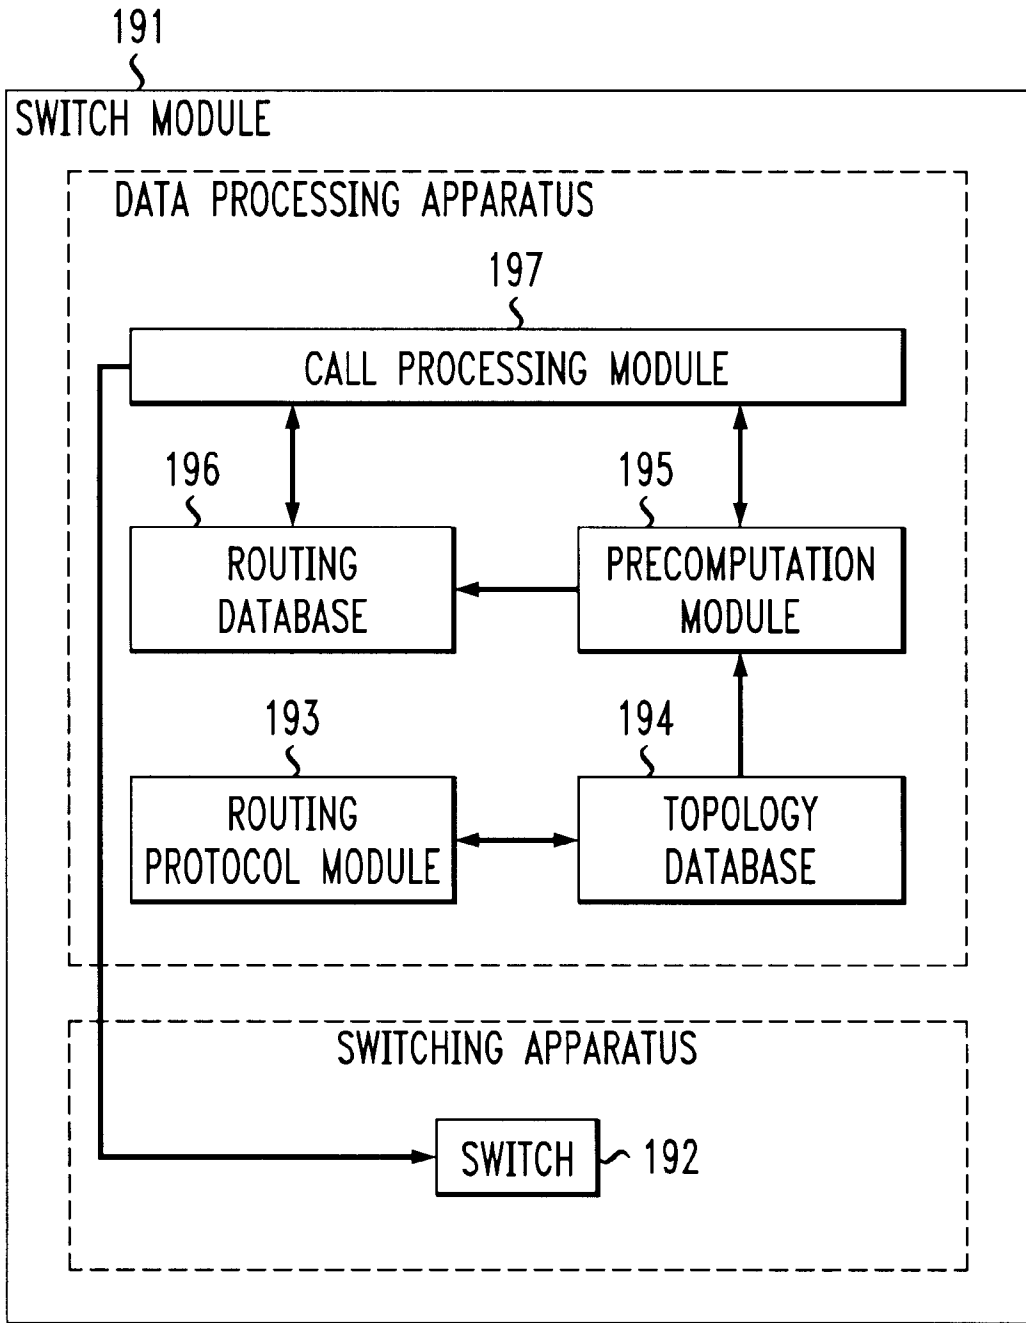 191
SWITCH MODULE
DATA PROCESSING APPARATUS
197
CALL PROCESSING MODULE
196
195
ROUTING
DATABASE
PRECOMPUTATION
MODULE
193
194
ROUTING
PROTOCOL MODULE
TOPOLOGY
DATABASE
SWITCHING APPARATUS
SWITCH
192